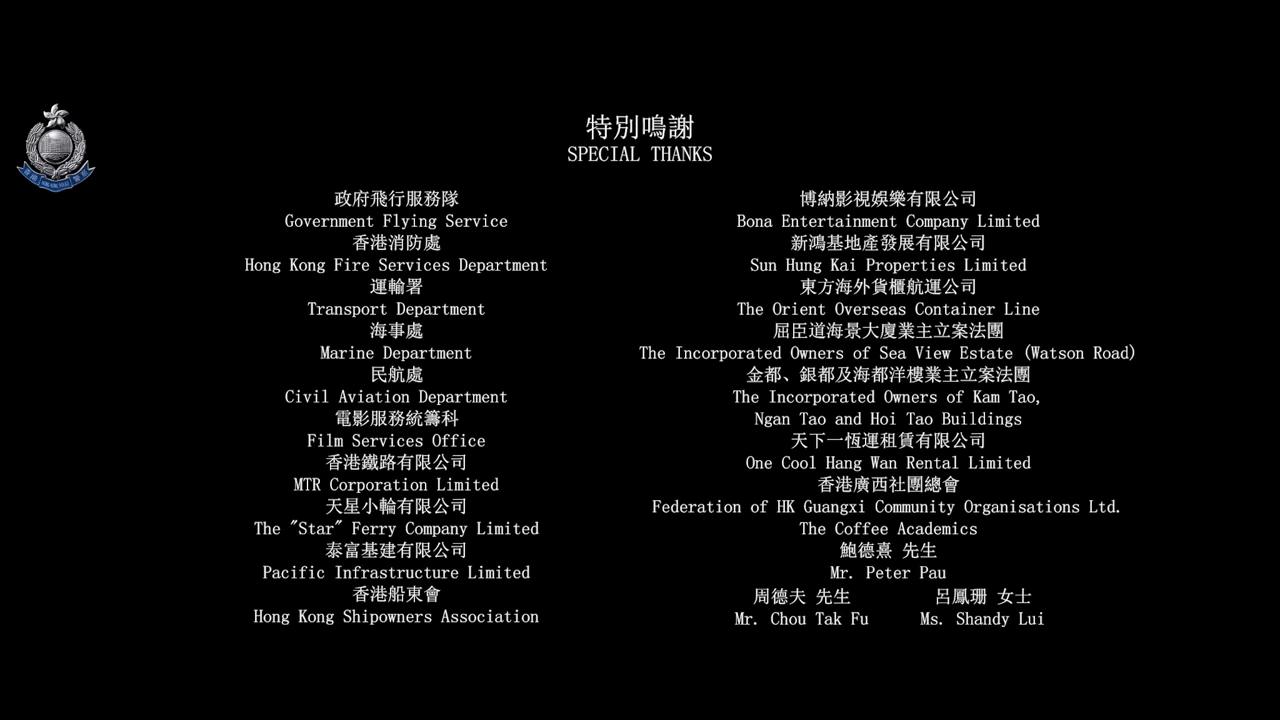 特別鳴謝
SPECIAL THANKS
政府飛行服務隊
Government Flying Service
香港消防處
Hong Kong Fire Services Department
運輸署
Transport Department
海事處
Marine Department
民航處
Civil Aviation Department
電影服務統籌科
Film Services Office
香港鐵路有限公司
MTR Corporation Limited
天星小輪有限公司
The "Star" Ferry Company Limited
泰富基建有限公司
Pacific Infrastructure Limited
香港船東會
Hong Kong Shipowners Association
博納影視娛樂有限公司
Bona Entertainment Company Limited
新鴻基地產發展有限公司
Sun Hung Kai Properties Limited
東方海外貨櫃航運公司
The Orient Overseas Container Line
屈臣道海景大廈業主立案法團
The Incorporated Owners of Sea View Estate (Watson Road)
金都、銀都及海都洋樓業主立案法團
The Incorporated Owners of Kam Tao,
Ngan Tao and Hoi Tao Buildings
天下一恆運租賃有限公司
One Cool Hang Wan Rental Limited
香港廣西社團總會
Federation of HK Guangxi Community Organisations Ltd.
The Coffee Academics
鮑德熹 先生
Mr. Peter Pau
周德夫 先生 呂鳳珊 女士
Mr. Chou Tak Fu Ms. Shandy Lui